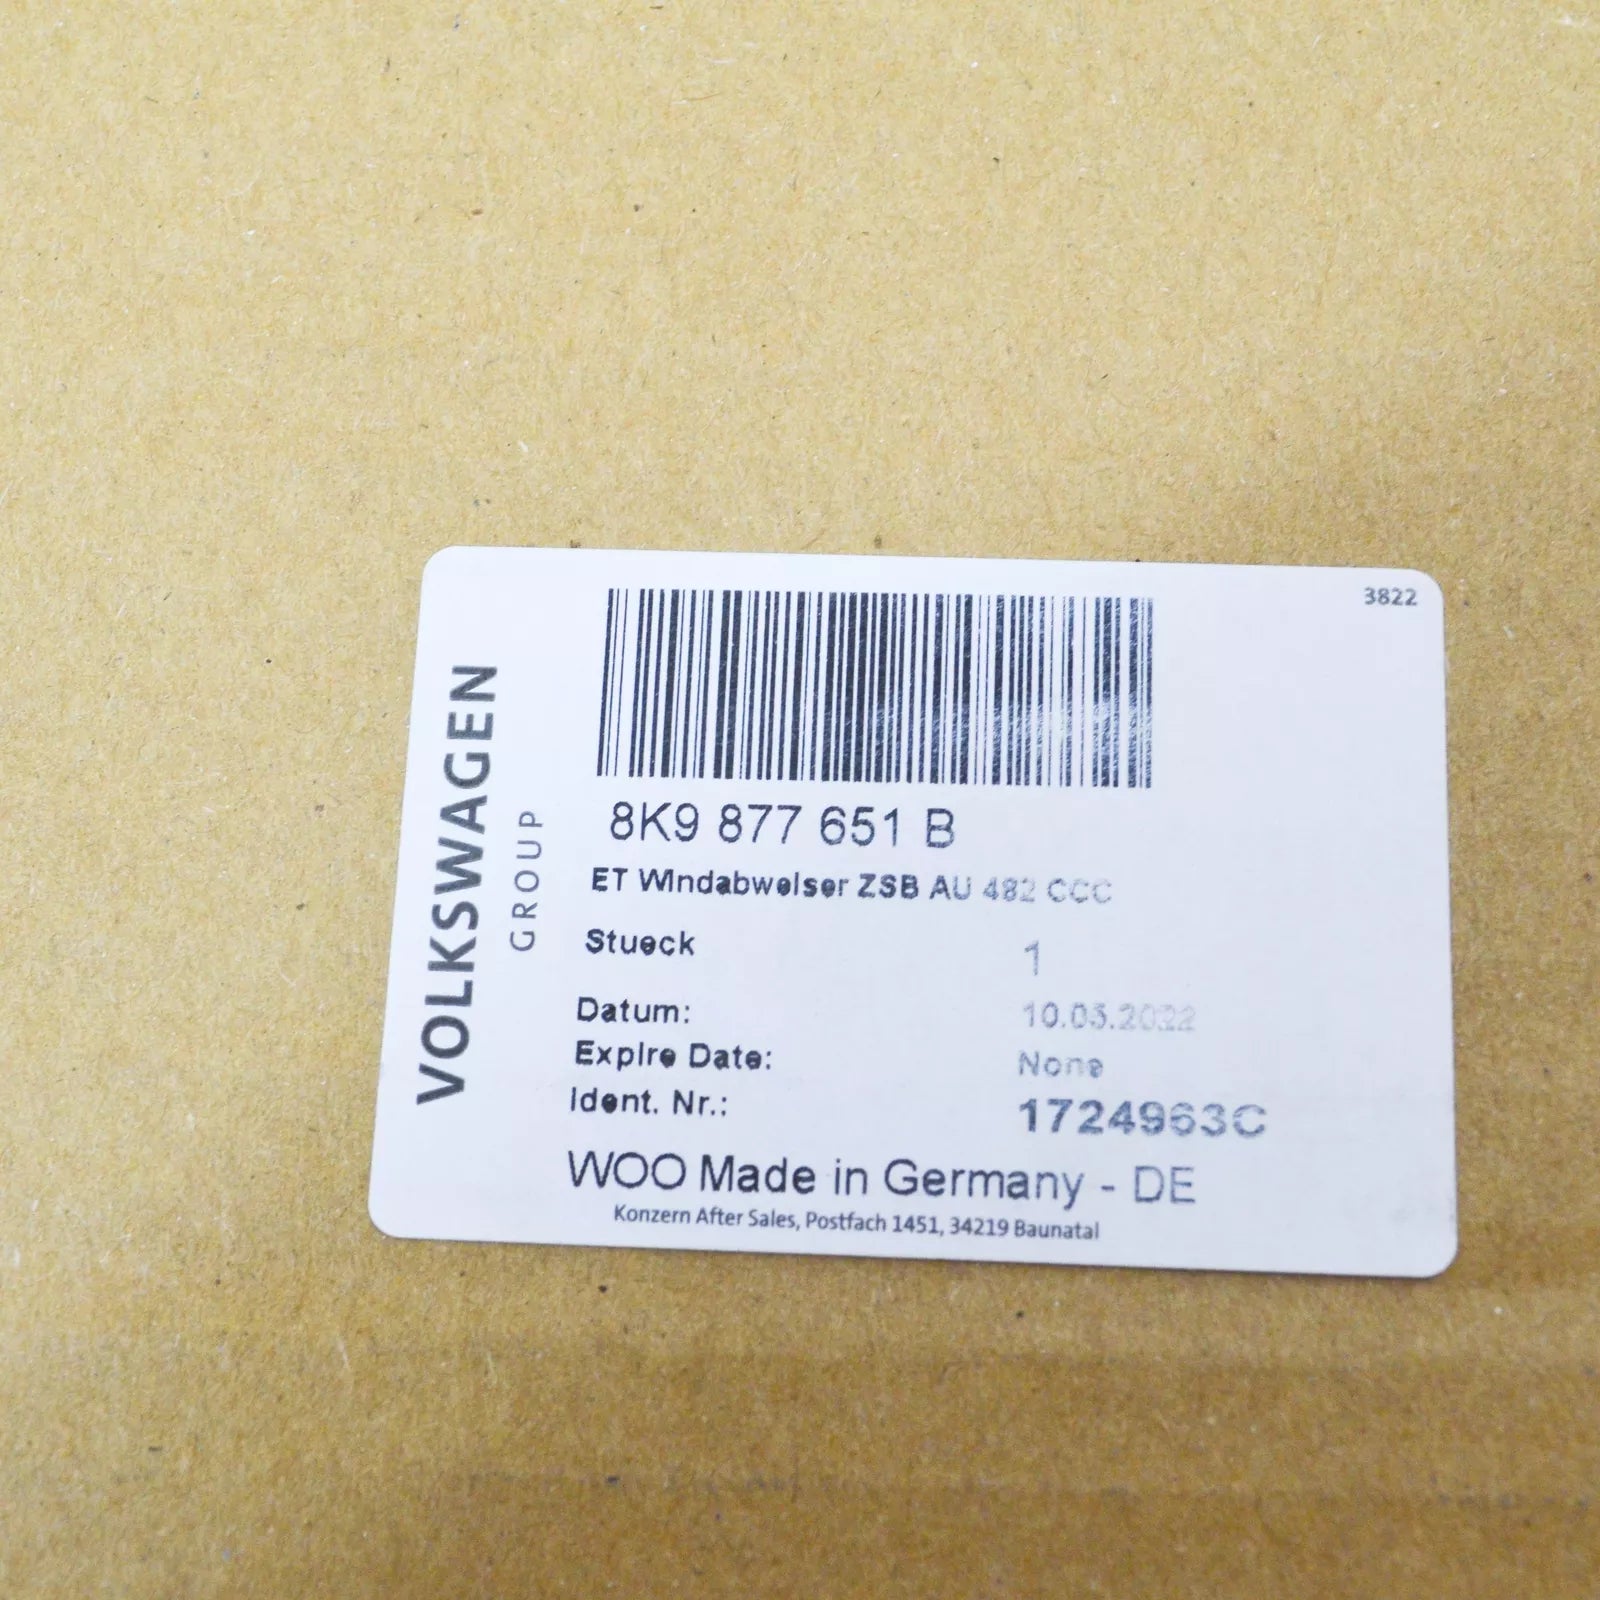 3822
VOLKSWAGEN
GROUP
8K9 877 651 B
ET Windabweiser ZSB AU 482 CCC
Stueck 1
Datum: 10.03.2022
Expire Date: None
Ident. Nr.: 1724963C
WOO Made in Germany - DE
Konzern After Sales, Postfach 1451, 34219 Baunatal